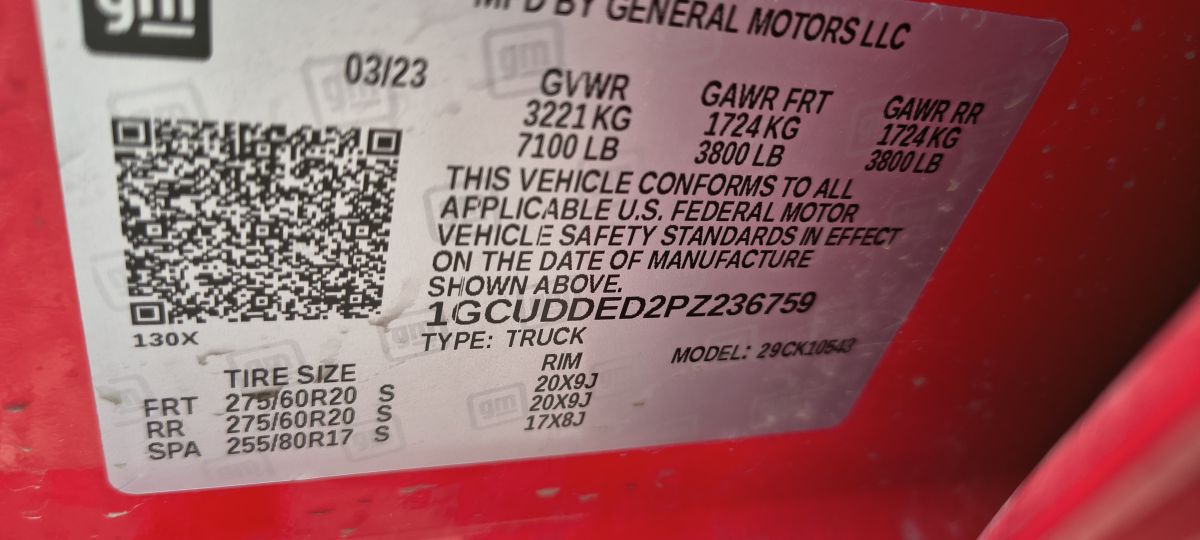 gm
MFD BY GENERAL MOTORS LLC
03/23
GVWR GAWR FRT GAWR RR
3221 KG 1724 KG 1724 KG
7100 LB 3800 LB 3800 LB
THIS VEHICLE CONFORMS TO ALL
APPLICABLE U.S. FEDERAL MOTOR
VEHICLE SAFETY STANDARDS IN EFFECT
ON THE DATE OF MANUFACTURE
SHOWN ABOVE.
1GCUDDED2PZ236759
130X
TYPE: TRUCK
MODEL: 29CK10543
TIRE SIZE RIM
FRT 275/60R20 S 20X9J
RR 275/60R20 S 20X9J
SPA 255/80R17 S 17X8J